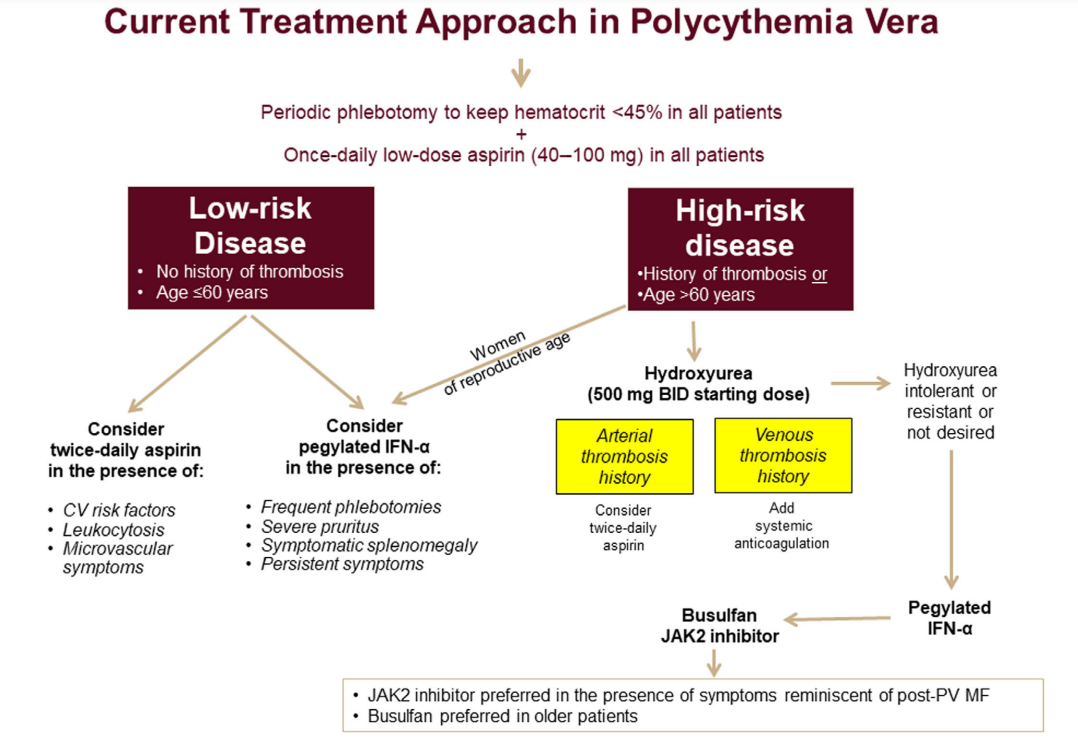 Current Treatment Approach in Polycythemia Vera
Periodic phlebotomy to keep hematocrit <45% in all patients
+
Once-daily low-dose aspirin (40–100 mg) in all patients
Low-risk
Disease
• No history of thrombosis
• Age ≤60 years
High-risk
disease
•History of thrombosis or
•Age >60 years
Women
of reproductive age
Consider
twice-daily aspirin
in the presence of:
• CV risk factors
• Leukocytosis
• Microvascular
symptoms
Consider
pegylated IFN-α
in the presence of:
• Frequent phlebotomies
• Severe pruritus
• Symptomatic splenomegaly
• Persistent symptoms
Hydroxyurea
(500 mg BID starting dose)
Arterial
thrombosis
history
Consider
twice-daily
aspirin
Venous
thrombosis
history
Add
systemic
anticoagulation
Hydroxyurea
intolerant or
resistant or
not desired
Pegylated
IFN-α
Busulfan
JAK2 inhibitor
• JAK2 inhibitor preferred in the presence of symptoms reminiscent of post-PV MF
• Busulfan preferred in older patients